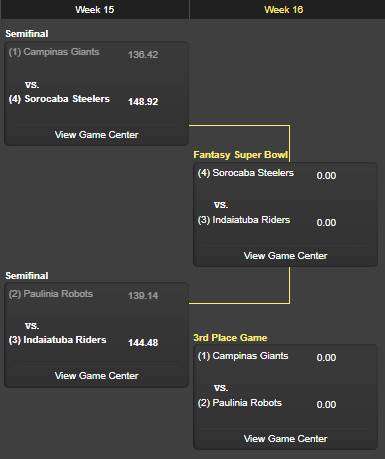 Week 15
Week 16
Semifinal
(1) Campinas Giants 136.42
vs.
(4) Sorocaba Steelers 148.92
View Game Center
Fantasy Super Bowl
(4) Sorocaba Steelers 0.00
vs.
(3) Indaiatuba Riders 0.00
View Game Center
Semifinal
(2) Paulinia Robots 139.14
vs.
(3) Indaiatuba Riders 144.48
View Game Center
3rd Place Game
(1) Campinas Giants 0.00
vs.
(2) Paulinia Robots 0.00
View Game Center